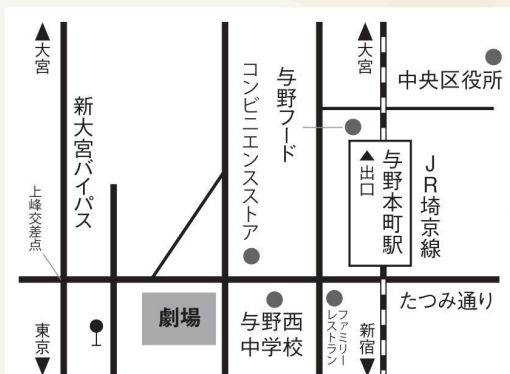 大宮
新大宮バイパス
上峰交差点
東京
コンビニエンスストア
与野フード
劇場
与野西
中学校
大宮
中央区役所
出口
与野本町駅
JR埼京線
たつみ通り
ファミリー
レストラン
新宿